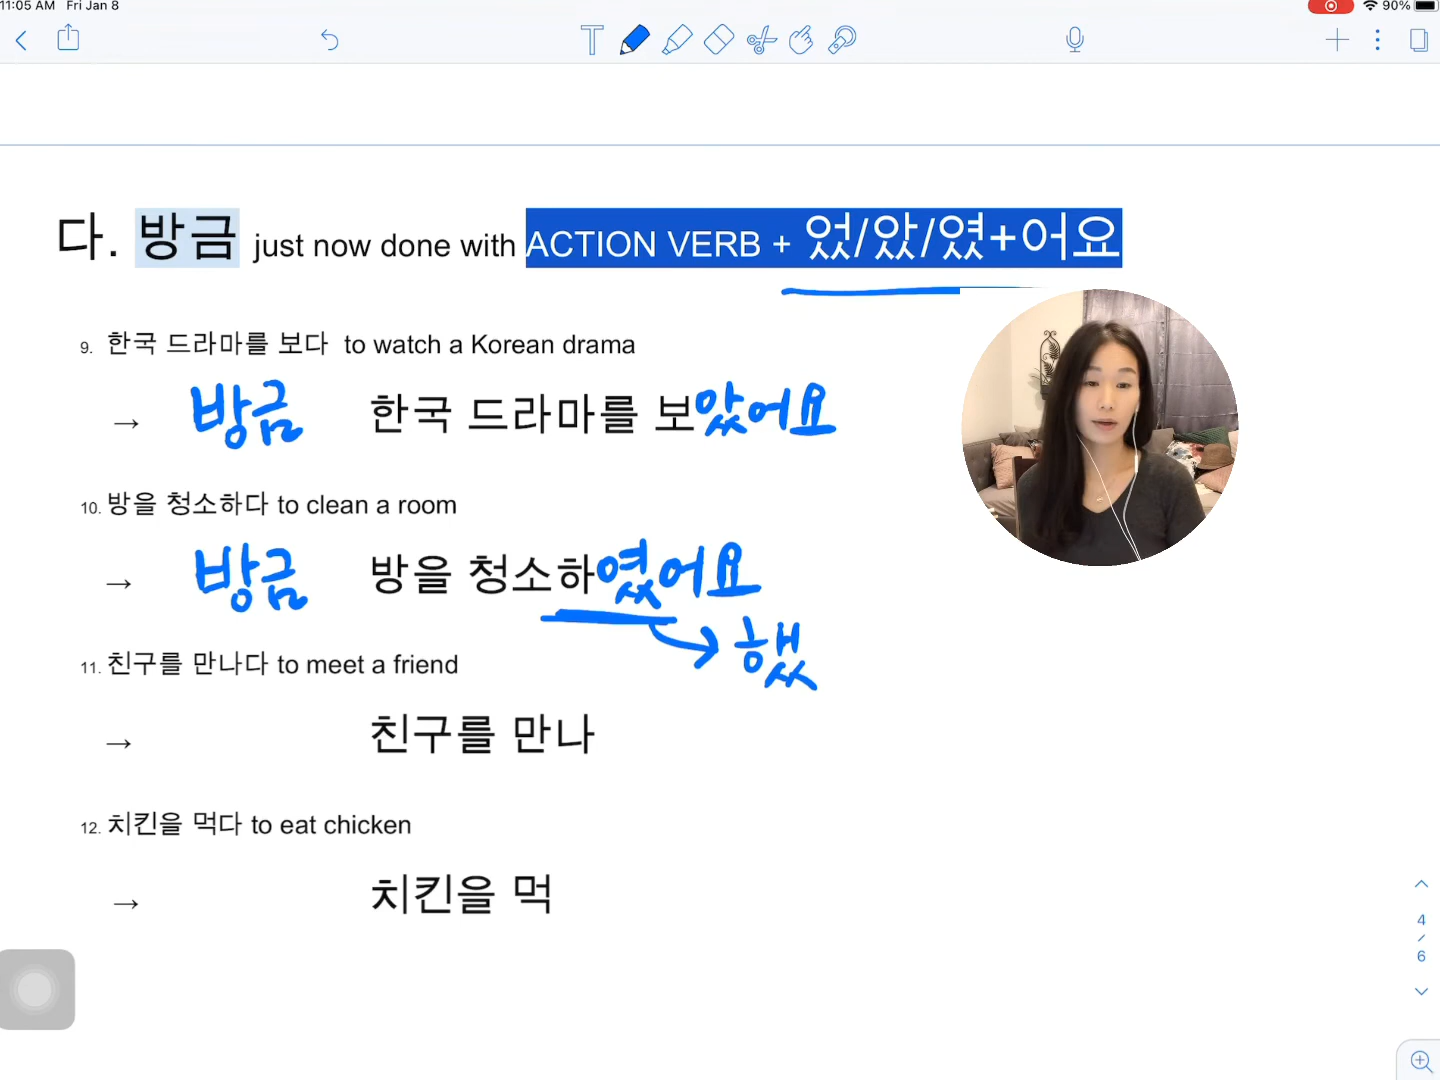 11:05 AM Fri Jan 8 90%
다. 방금 just now done with ACTION VERB + 었/았/였+어요
9. 한국 드라마를 보다 to watch a Korean drama
→ 방금 한국 드라마를 보았어요
10. 방을 청소하다 to clean a room
→ 방금 방을 청소하였어요
→ 했
11. 친구를 만나다 to meet a friend
→ 친구를 만나
12. 치킨을 먹다 to eat chicken
→ 치킨을 먹
4
/
6